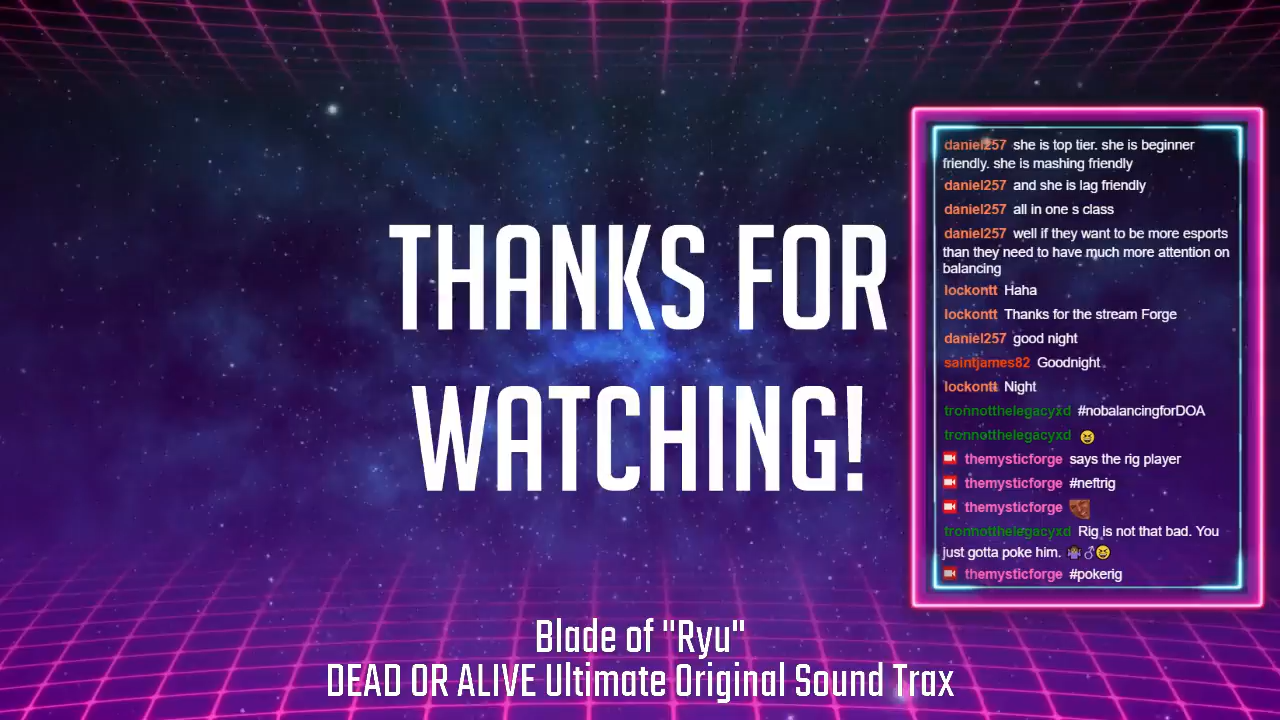 THANKS FOR
WATCHING!
daniel257 she is top tier. she is beginner
friendly. she is mashing friendly
daniel257 and she is lag friendly
daniel257 all in one s class
daniel257 well if they want to be more esports
than they need to have much more attention on
balancing
lockontt Haha
lockontt Thanks for the stream Forge
daniel257 good night
saintjames82 Goodnight
lockontt Night
tronnotthelegacyxd #nobalancingforDOA
tronnotthelegacyxd 😆
themysticforge says the rig player
themysticforge #neftrig
themysticforge
tronnotthelegacyxd Rig is not that bad. You
just gotta poke him. 🤷🏾♂😆
themysticforge #pokerig
Blade of "Ryu"
DEAD OR ALIVE Ultimate Original Sound Trax